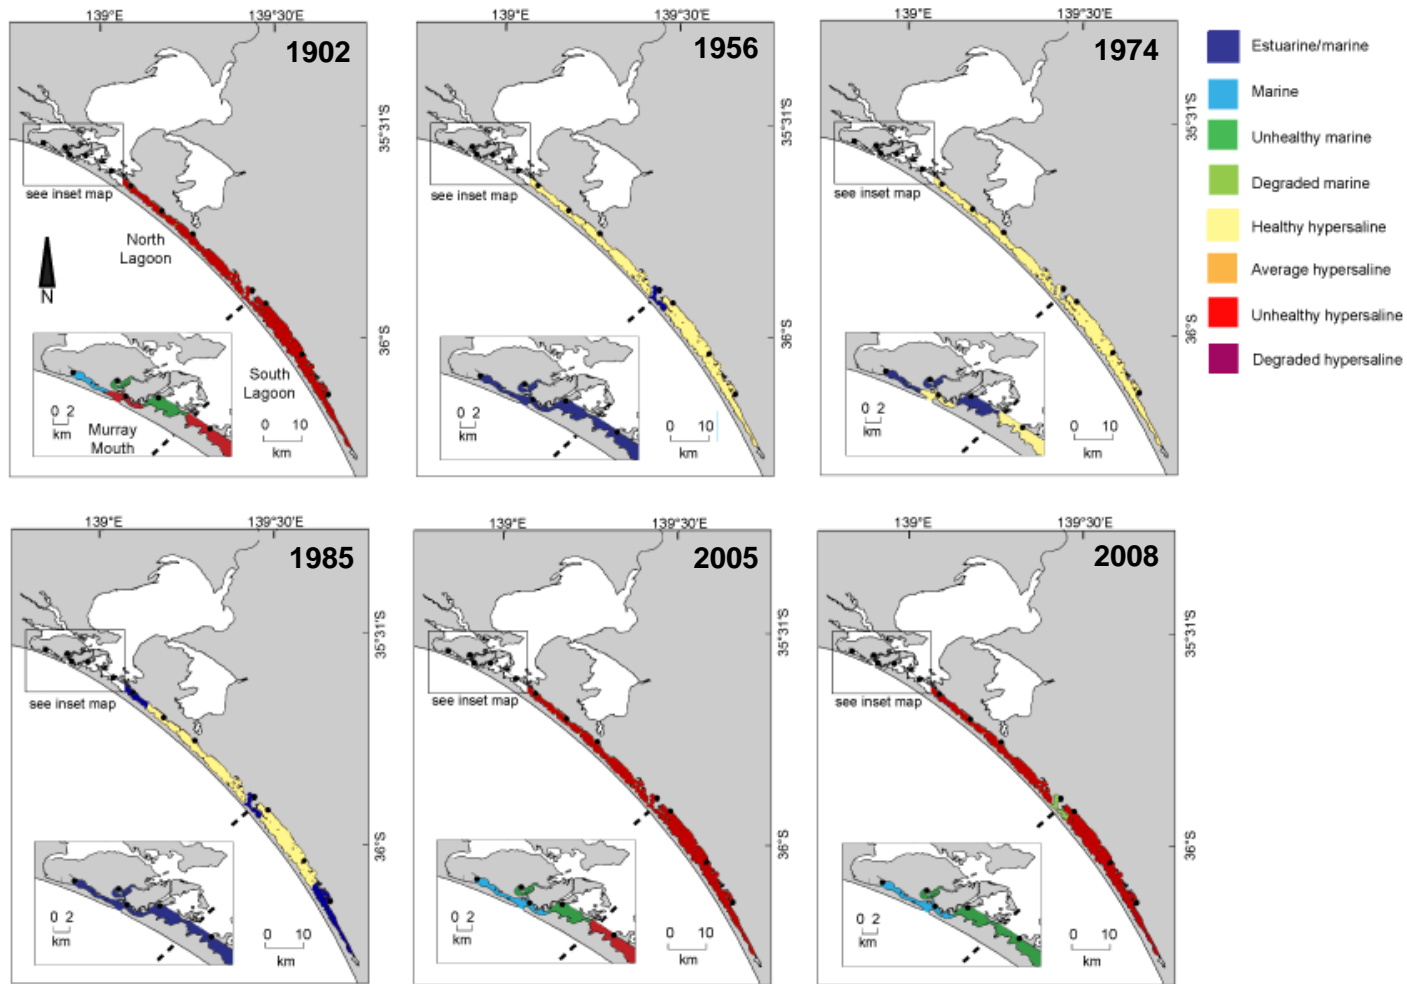 139°E
139°30'E
1902
35°31'S
see inset map
North
Lagoon
N
36°S
South
Lagoon
0 2
km
Murray
Mouth
0 10
km
139°E
139°30'E
1956
35°31'S
see inset map
36°S
0 2
km
0 10
km
139°E
139°30'E
1974
35°31'S
see inset map
36°S
0 2
km
0 10
km
Estuarine/marine
Marine
Unhealthy marine
Degraded marine
Healthy hypersaline
Average hypersaline
Unhealthy hypersaline
Degraded hypersaline
139°E
139°30'E
1985
35°31'S
see inset map
36°S
0 2
km
0 10
km
139°E
139°30'E
2005
35°31'S
see inset map
36°S
0 2
km
0 10
km
139°E
139°30'E
2008
35°31'S
see inset map
36°S
0 2
km
0 10
km